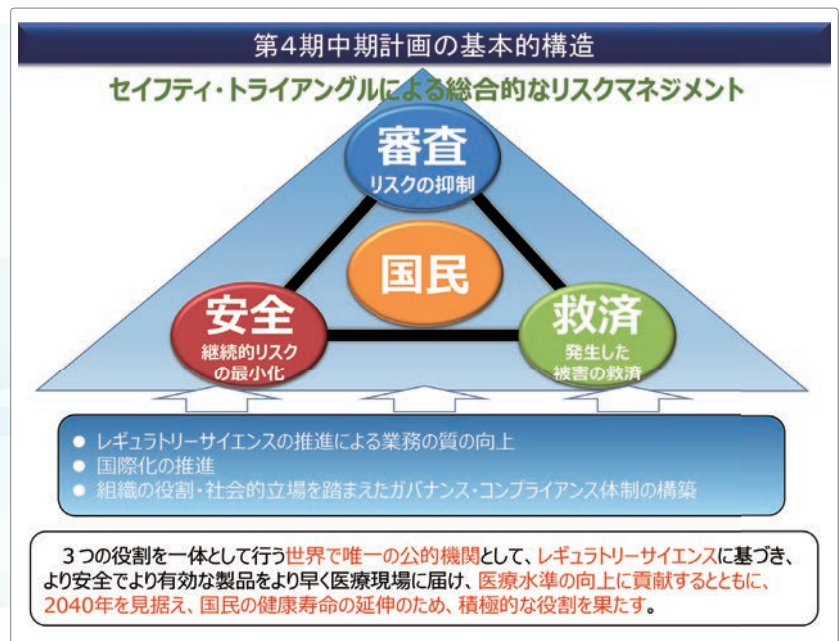 第4期中期計画の基本的構造
セイフティ・トライアングルによる総合的なリスクマネジメント
審査
リスクの抑制
国民
安全
継続的リスク
の最小化
救済
発生した
被害の救済
● レギュラトリーサイエンスの推進による業務の質の向上
● 国際化の推進
● 組織の役割・社会的立場を踏まえたガバナンス・コンプライアンス体制の構築
3つの役割を一体として行う世界で唯一の公的機関として、レギュラトリーサイエンスに基づき、
より安全でより有効な製品をより早く医療現場に届け、医療水準の向上に貢献するとともに、
2040年を見据え、国民の健康寿命の延伸のため、積極的な役割を果たす。